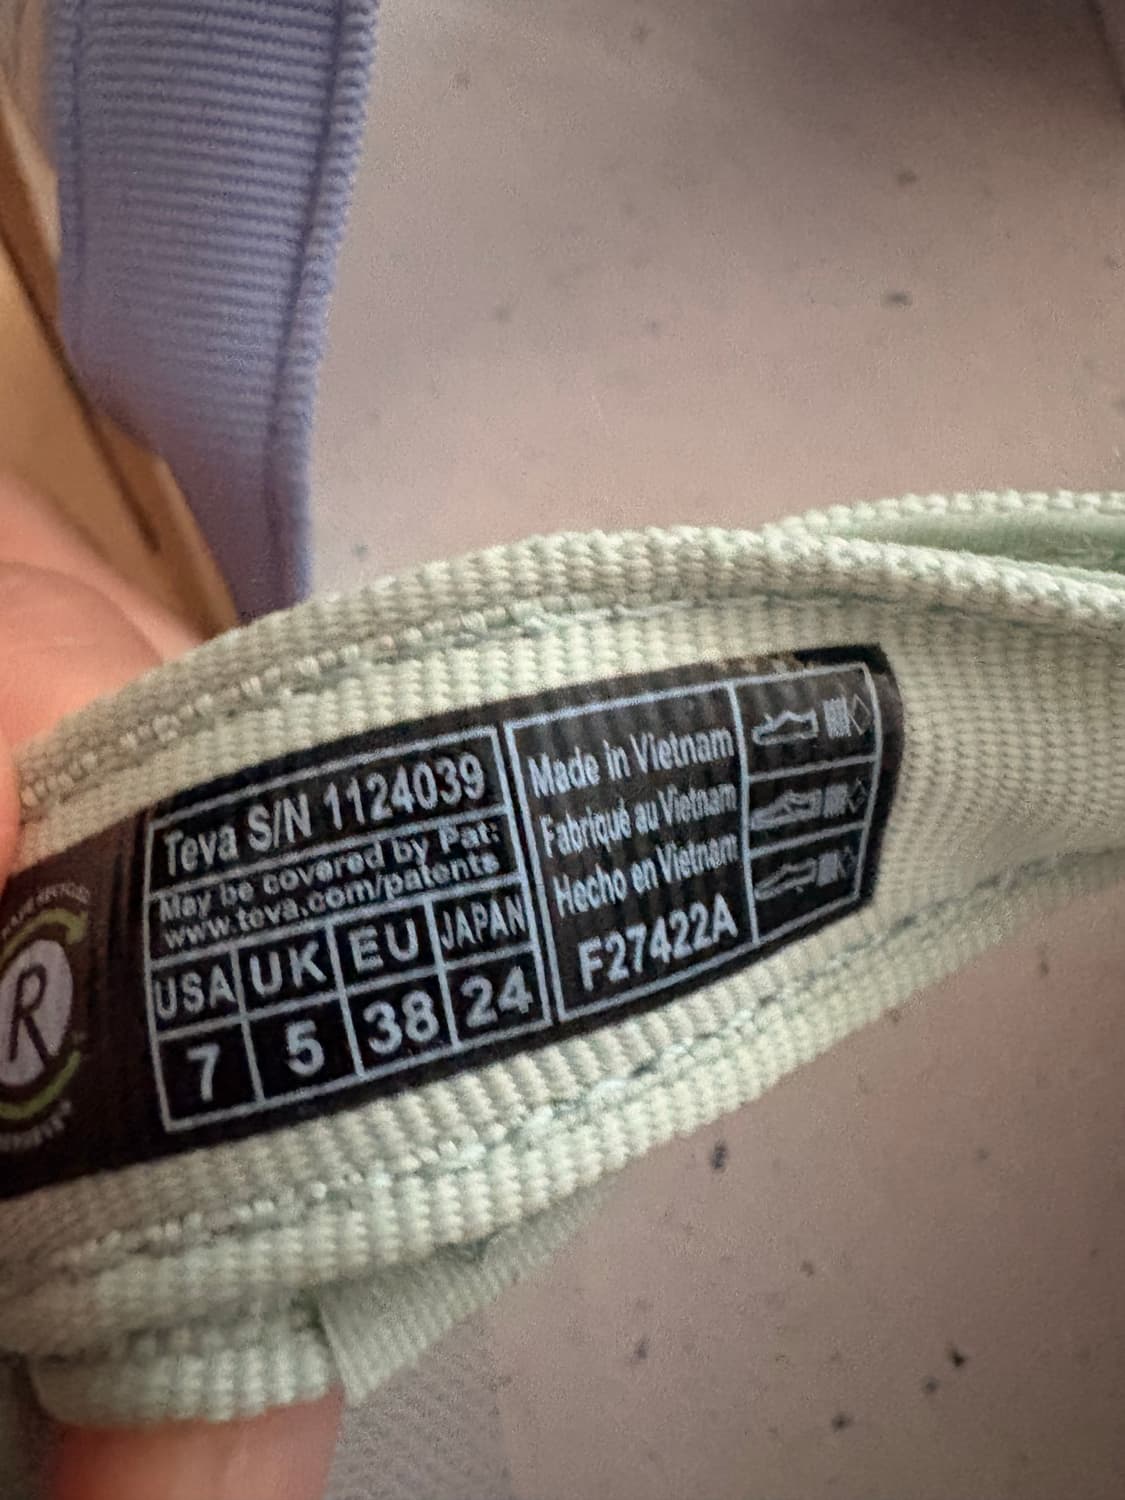 Teva S/N 1124039
May be covered by Pat:
www.teva.com/patents
USA UK EU JAPAN
7 5 38 24
Made in Vietnam
Fabriqué au Vietnam
Hecho en Vietnam
F27422A
R